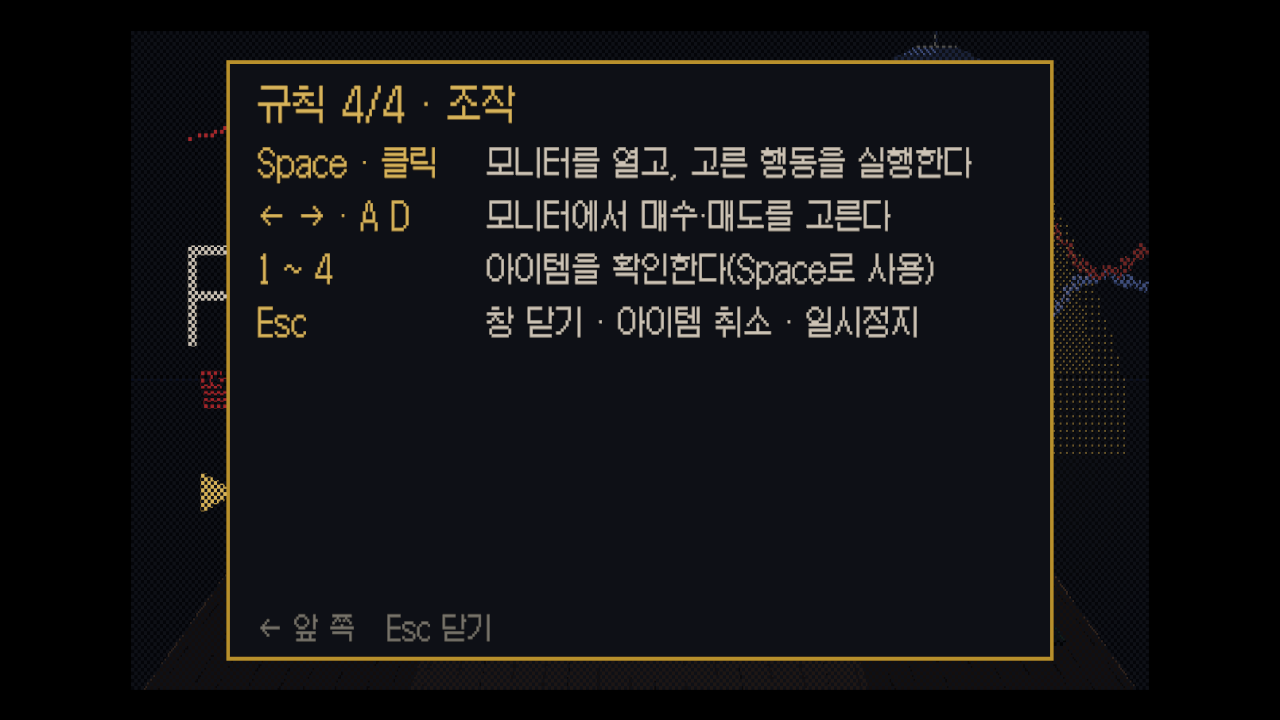 규칙 4/4 · 조작
Space · 클릭 모니터를 열고, 고른 행동을 실행한다
← → · A D 모니터에서 매수·매도를 고른다
1 ~ 4 아이템을 확인한다(Space로 사용)
Esc 창 닫기 · 아이템 취소 · 일시정지
← 앞 쪽 Esc 닫기